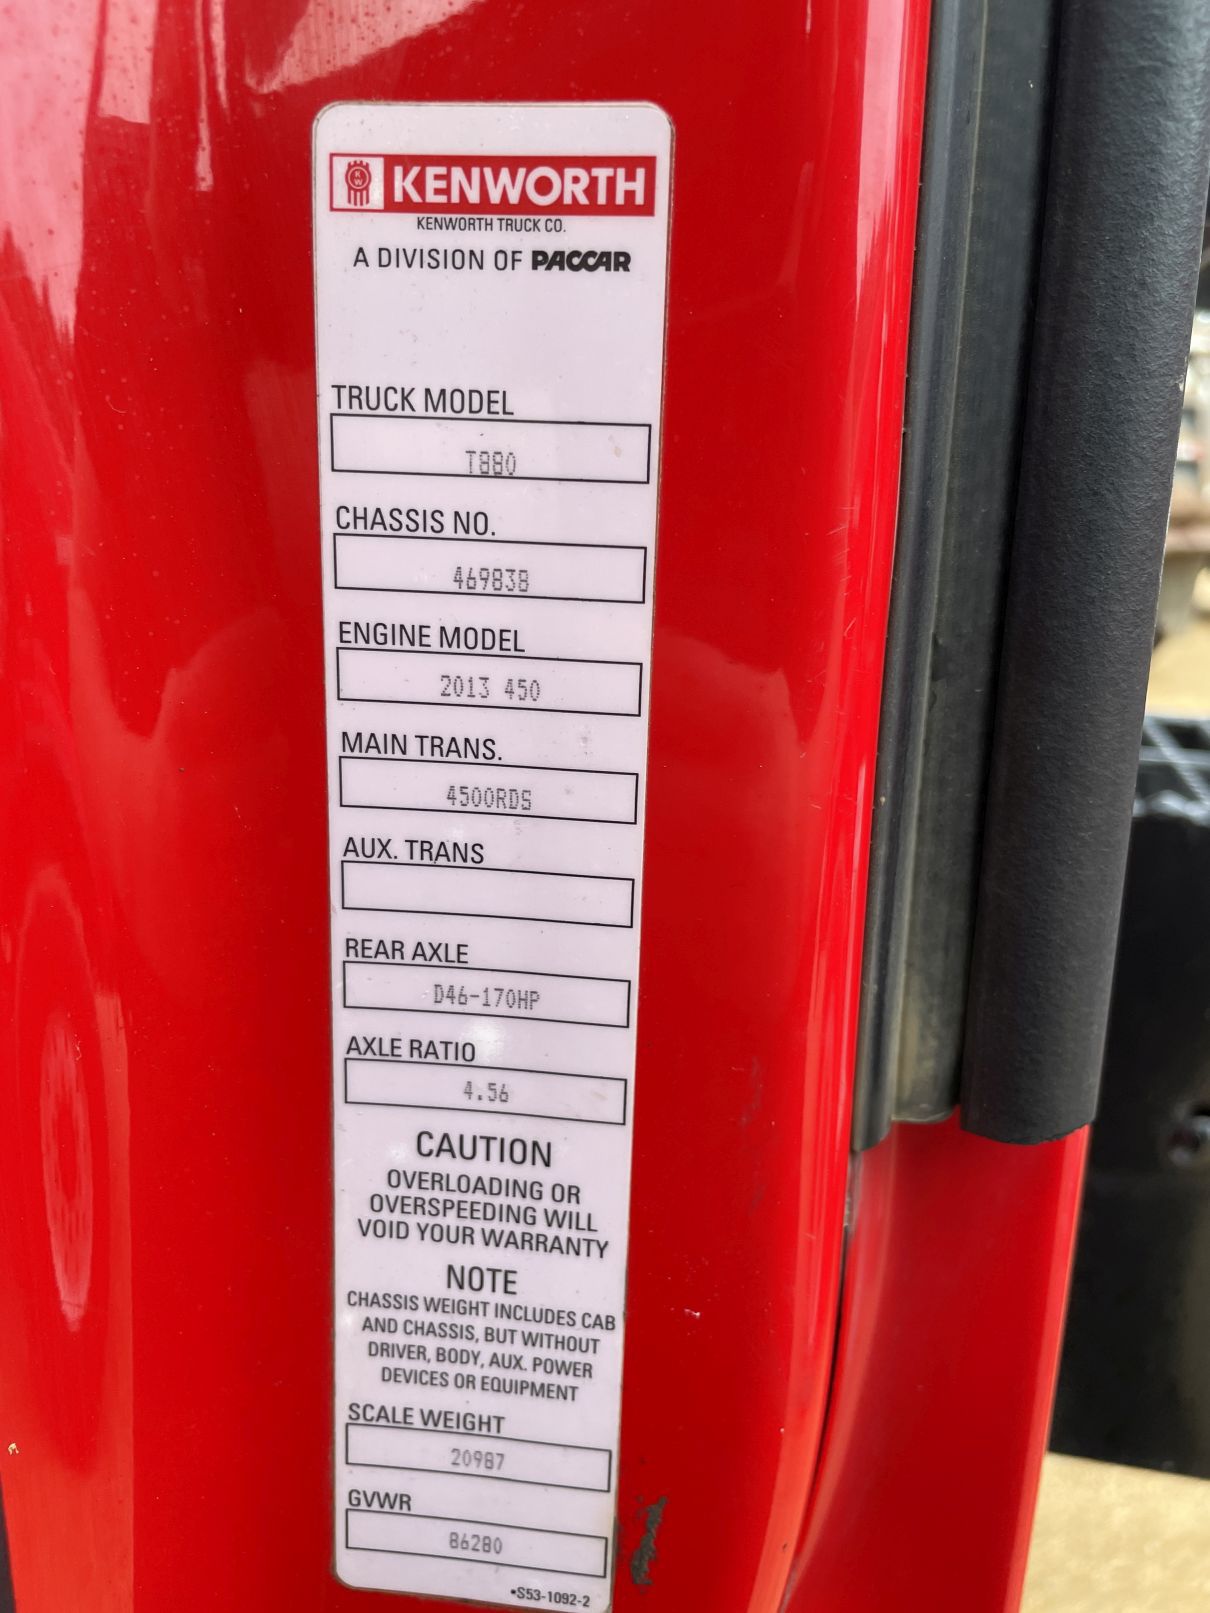 KW KENWORTH
KENWORTH TRUCK CO.
A DIVISION OF PACCAR
TRUCK MODEL
T880
CHASSIS NO.
469838
ENGINE MODEL
2013 450
MAIN TRANS.
4500RDS
AUX. TRANS
REAR AXLE
D46-170HP
AXLE RATIO
4.56
CAUTION
OVERLOADING OR
OVERSPEEDING WILL
VOID YOUR WARRANTY
NOTE
CHASSIS WEIGHT INCLUDES CAB
AND CHASSIS, BUT WITHOUT
DRIVER, BODY, AUX. POWER
DEVICES OR EQUIPMENT
SCALE WEIGHT
20987
GVWR
86280
•S53-1092-2